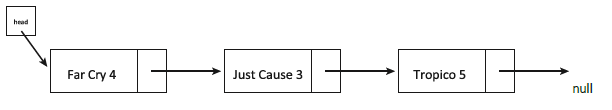 head
Far Cry 4
Just Cause 3
Tropico 5
null